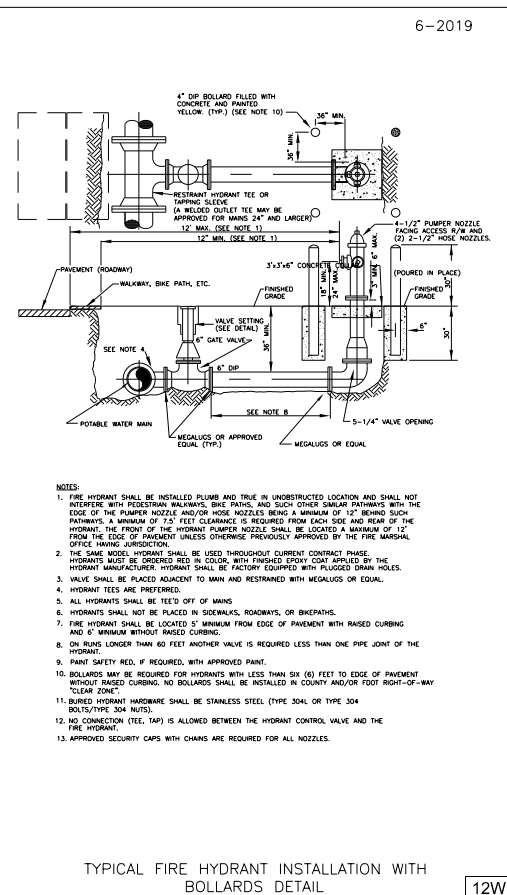 6-2019
4" DIP BOLLARD FILLED WITH
CONCRETE AND PAINTED
YELLOW. (TYP.) (SEE NOTE 10)
36" MIN.
36" MIN.
RESTRAINT HYDRANT TEE OR
TAPPING SLEEVE
(A WELDED OUTLET TEE MAY BE
APPROVED FOR MAINS 24" AND LARGER)
12' MAX. (SEE NOTE 1)
12" MIN. (SEE NOTE 1)
4-1/2" PUMPER NOZZLE
FACING ACCESS R/W AND
(2) 2-1/2" HOSE NOZZLES.
3'x3'x6" CONCRETE
PAVEMENT (ROADWAY)
WALKWAY, BIKE PATH, ETC.
FINISHED
GRADE
18" MIN.
24" MAX.
3" MIN. 6" MAX.
(POURED IN PLACE)
30"
FINISHED
GRADE
VALVE SETTING
(SEE DETAIL)
6" GATE VALVE
36" MIN.
6"
30"
SEE NOTE 4
6" DIP
SEE NOTE 8
5-1/4" VALVE OPENING
POTABLE WATER MAIN
MEGALUGS OR APPROVED
EQUAL (TYP.)
MEGALUGS OR EQUAL
NOTES:
1. FIRE HYDRANT SHALL BE INSTALLED PLUMB AND TRUE IN UNOBSTRUCTED LOCATION AND SHALL NOT
INTERFERE WITH PEDESTRIAN WALKWAYS, BIKE PATHS, AND SUCH OTHER SIMILAR PATHWAYS WITH THE
EDGE OF THE PUMPER NOZZLE AND/OR HOSE NOZZLES BEING A MINIMUM OF 12" BEHIND SUCH
PATHWAYS. A MINIMUM OF 7.5' FEET CLEARANCE IS REQUIRED FROM EACH SIDE AND REAR OF THE
HYDRANT. THE FRONT OF THE HYDRANT PUMPER NOZZLE SHALL BE LOCATED A MAXIMUM OF 12'
FROM THE EDGE OF PAVEMENT UNLESS OTHERWISE PREVIOUSLY APPROVED BY THE FIRE MARSHAL
OFFICE HAVING JURISDICTION.
2. THE SAME MODEL HYDRANT SHALL BE USED THROUGHOUT CURRENT CONTRACT PHASE.
HYDRANTS MUST BE ORDERED RED IN COLOR, WITH FINISHED EPOXY COAT APPLIED BY THE
HYDRANT MANUFACTURER. HYDRANT SHALL BE FACTORY EQUIPPED WITH PLUGGED DRAIN HOLES.
3. VALVE SHALL BE PLACED ADJACENT TO MAIN AND RESTRAINED WITH MEGALUGS OR EQUAL.
4. HYDRANT TEES ARE PREFERRED.
5. ALL HYDRANTS SHALL BE TEE'D OFF OF MAINS
6. HYDRANTS SHALL NOT BE PLACED IN SIDEWALKS, ROADWAYS, OR BIKEPATHS.
7. FIRE HYDRANT SHALL BE LOCATED 5' MINIMUM FROM EDGE OF PAVEMENT WITH RAISED CURBING
AND 6' MINIMUM WITHOUT RAISED CURBING.
8. ON RUNS LONGER THAN 60 FEET ANOTHER VALVE IS REQUIRED LESS THAN ONE PIPE JOINT OF THE
HYDRANT.
9. PAINT SAFETY RED, IF REQUIRED, WITH APPROVED PAINT.
10. BOLLARDS MAY BE REQUIRED FOR HYDRANTS WITH LESS THAN SIX (6) FEET TO EDGE OF PAVEMENT
WITHOUT RAISED CURBING. NO BOLLARDS SHALL BE INSTALLED IN COUNTY AND/OR FDOT RIGHT-OF-WAY
"CLEAR ZONE".
11. BURIED HYDRANT HARDWARE SHALL BE STAINLESS STEEL (TYPE 304L OR TYPE 304
BOLTS/TYPE 304 NUTS).
12. NO CONNECTION (TEE, TAP) IS ALLOWED BETWEEN THE HYDRANT CONTROL VALVE AND THE
FIRE HYDRANT.
13. APPROVED SECURITY CAPS WITH CHAINS ARE REQUIRED FOR ALL NOZZLES.
TYPICAL FIRE HYDRANT INSTALLATION WITH
BOLLARDS DETAIL
12W